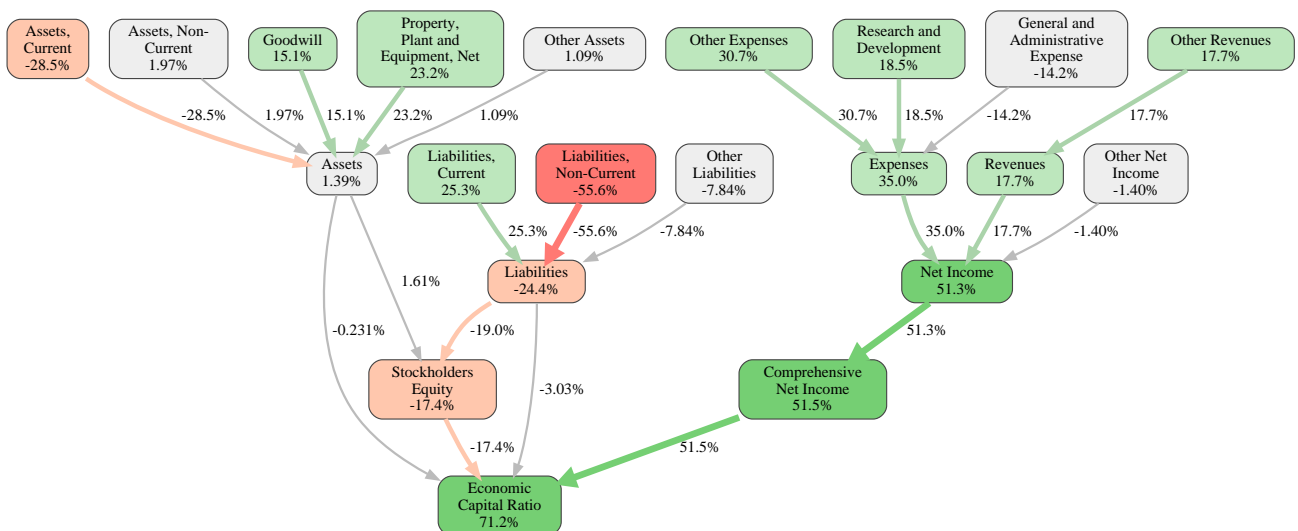 Assets,
Current
-28.5%
Assets, Non-
Current
1.97%
Goodwill
15.1%
Property,
Plant and
Equipment, Net
23.2%
Other Assets
1.09%
Other Expenses
30.7%
Research and
Development
18.5%
General and
Administrative
Expense
-14.2%
Other Revenues
17.7%
-28.5%
1.97%
15.1%
23.2%
1.09%
30.7%
18.5%
-14.2%
17.7%
Assets
1.39%
Liabilities,
Current
25.3%
Liabilities,
Non-Current
-55.6%
Other
Liabilities
-7.84%
Expenses
35.0%
Revenues
17.7%
Other Net
Income
-1.40%
25.3%
-55.6%
-7.84%
35.0%
17.7%
-1.40%
Liabilities
-24.4%
Net Income
51.3%
1.61%
-0.231%
-19.0%
51.3%
Stockholders
Equity
-17.4%
-3.03%
Comprehensive
Net Income
51.5%
-17.4%
51.5%
Economic
Capital Ratio
71.2%